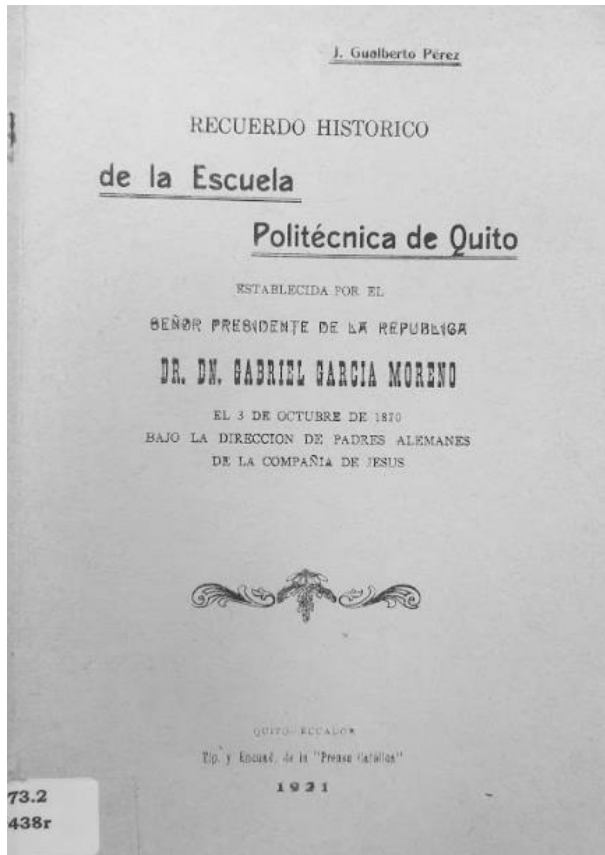 J. Gualberto Pérez
RECUERDO HISTORICO
de la Escuela
Politécnica de Quito
ESTABLECIDA POR EL
SEÑOR PRESIDENTE DE LA REPUBLICA
DR. DN. GABRIEL GARCIA MORENO
EL 3 DE OCTUBRE DE 1870
BAJO LA DIRECCION DE PADRES ALEMANES
DE LA COMPAÑIA DE JESUS
QUITO-ECUADOR
Tip. y Encuad. de la "Prensa Católica"
1921
73.2
438r